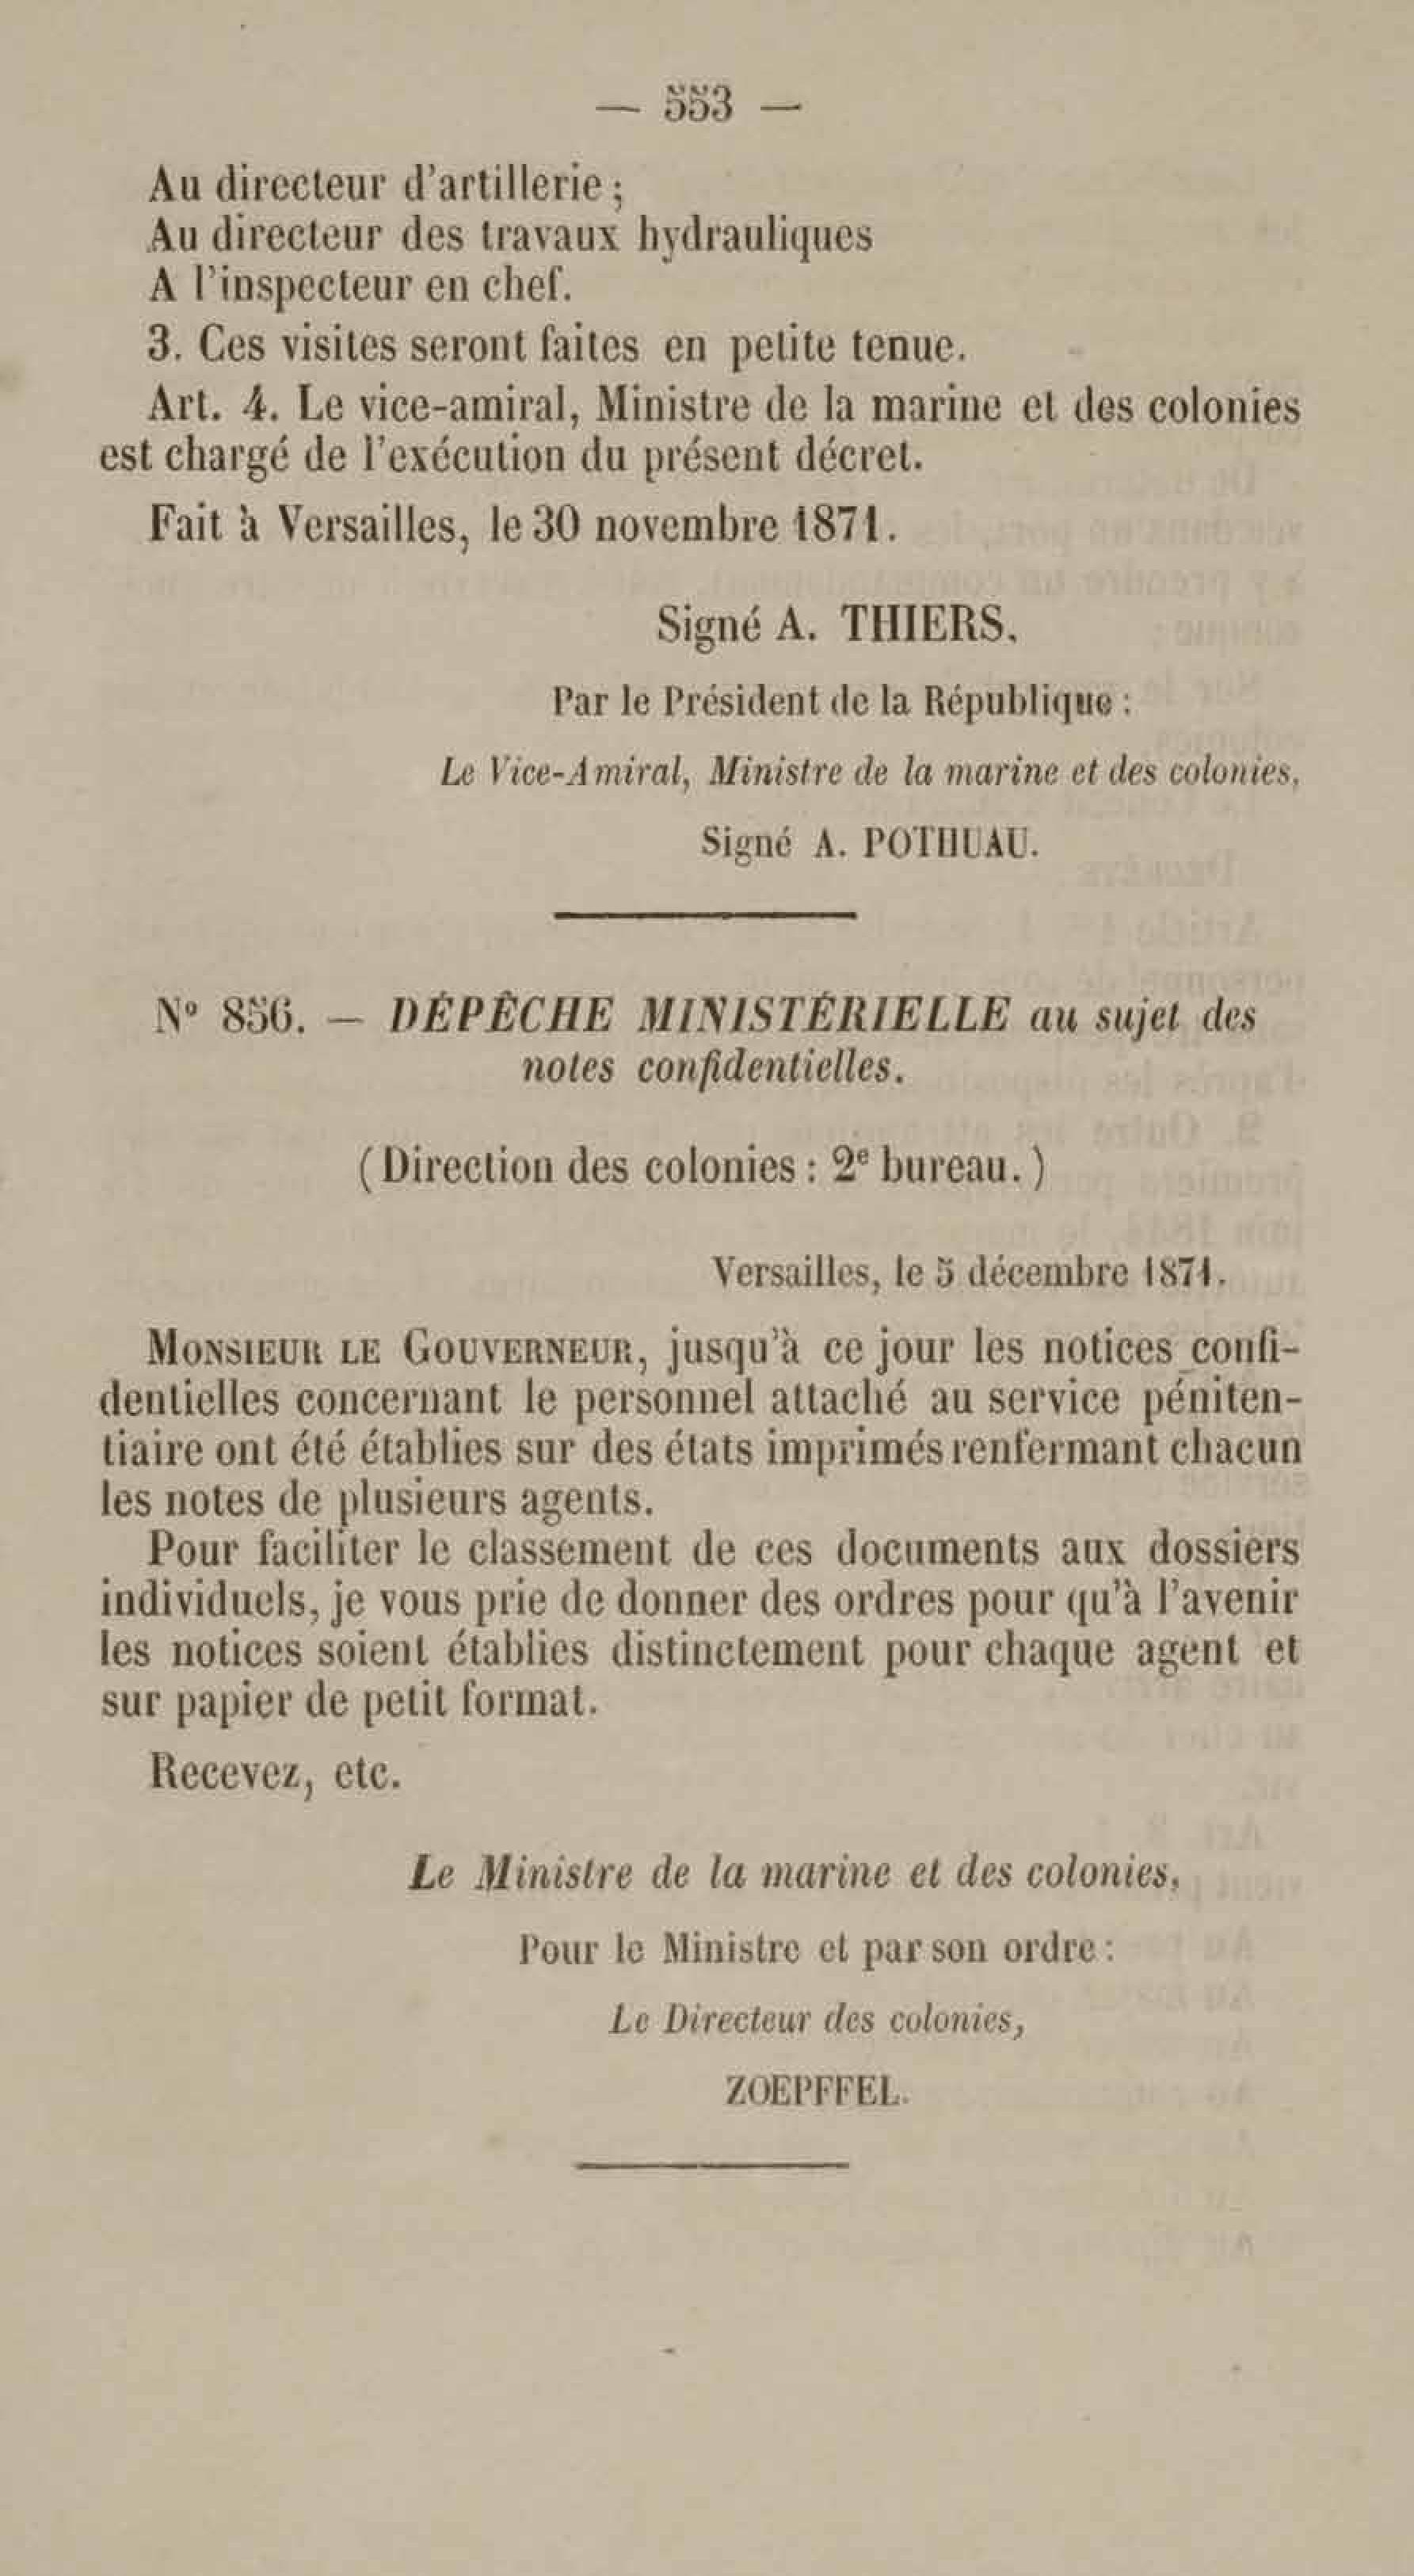 — 553 —
Au directeur d'artillerie ;
Au directeur des travaux hydrauliques
A l'inspecteur en chef.
3. Ces visites seront faites en petite tenue.
Art. 4. Le vice-amiral, Ministre de la marine et des colonies
est chargé de l'exécution du présent décret.
Fait à Versailles, le 30 novembre 1871.
Signé A. THIERS.
Par le Président de la République :
Le Vice-Amiral, Ministre de la marine et des colonies,
Signé A. POTHUAU.
N° 856. — DÉPÊCHE MINISTÉRIELLE au sujet des
notes confidentielles.
(Direction des colonies : 2e bureau.)
Versailles, le 5 décembre 1871.
MONSIEUR LE GOUVERNEUR, jusqu'à ce jour les notices confi-
dentielles concernant le personnel attaché au service péniten-
tiaire ont été établies sur des états imprimés renfermant chacun
les notes de plusieurs agents.
Pour faciliter le classement de ces documents aux dossiers
individuels, je vous prie de donner des ordres pour qu'à l'avenir
les notices soient établies distinctement pour chaque agent et
sur papier de petit format.
Recevez, etc.
Le Ministre de la marine et des colonies,
Pour le Ministre et par son ordre :
Le Directeur des colonies,
ZOEPFFEL.